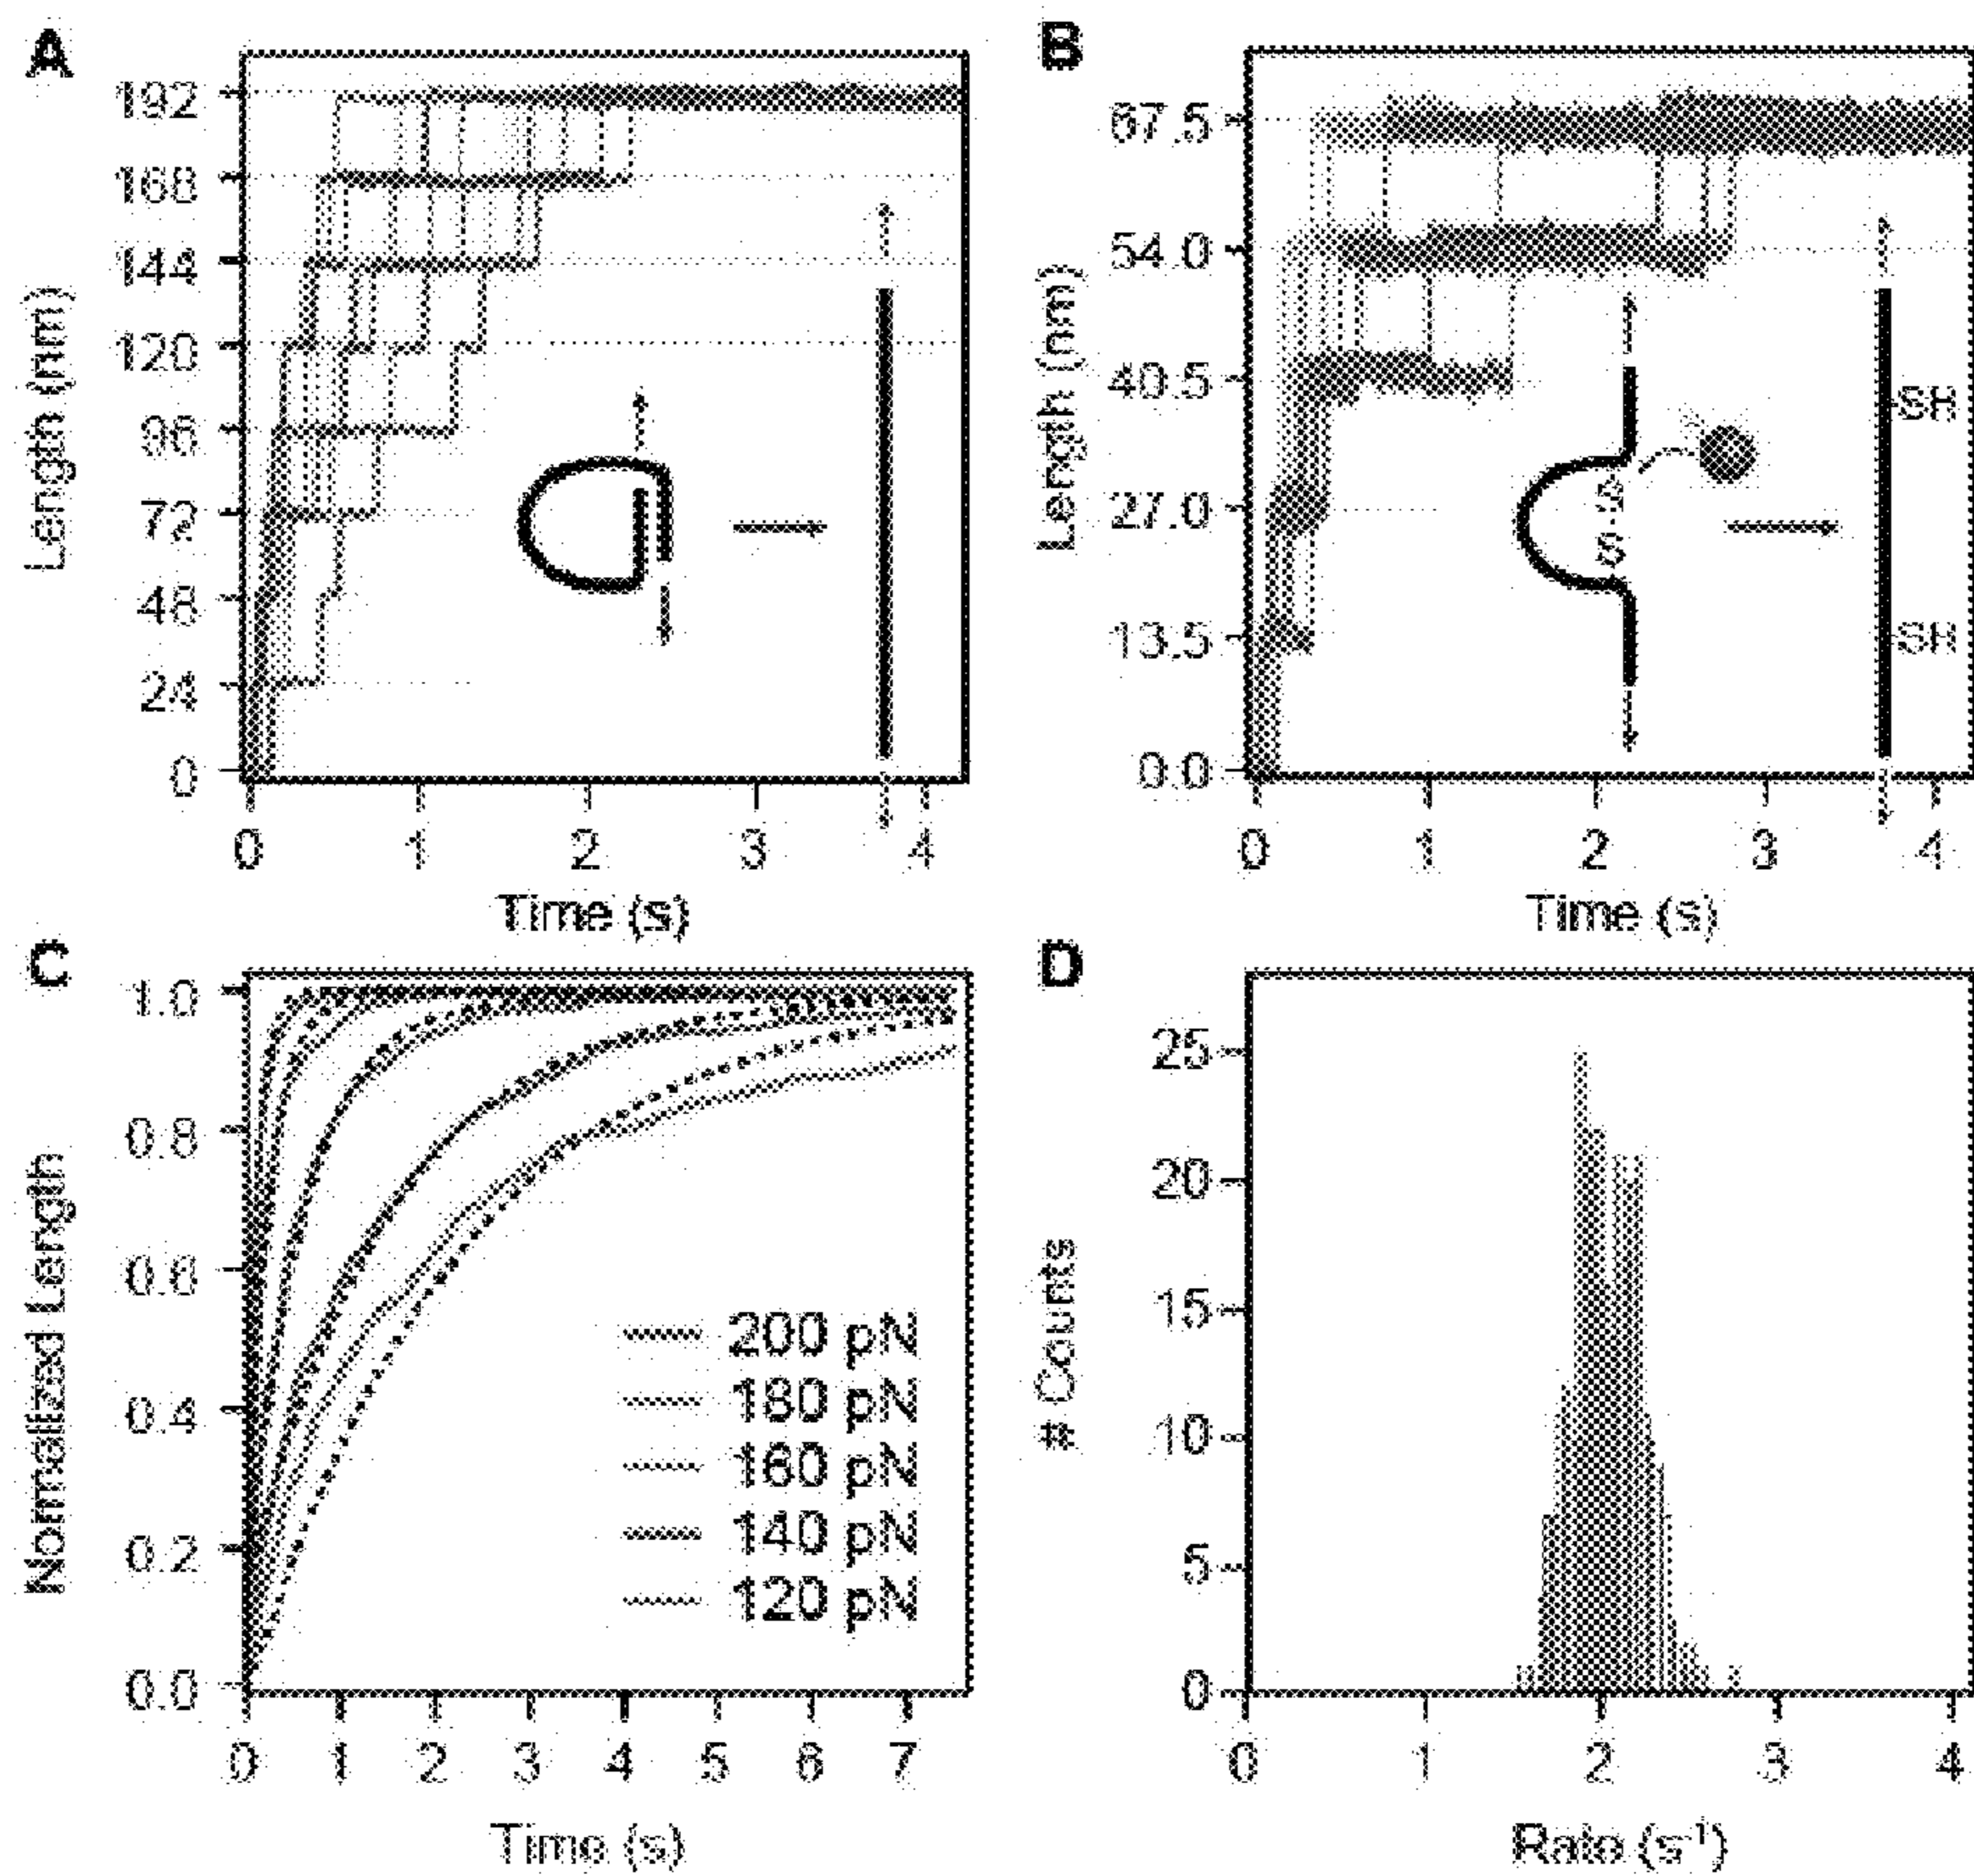 A
Length (nm)
192
168
144
120
96
72
48
24
0
0 1 2 3 4
Time (s)
B
Length (nm)
67.5
54.0
40.5
27.0
13.5
0.0
S
S
SH
SH
0 1 2 3 4
Time (s)
C
Normalized Length
1.0
0.8
0.6
0.4
0.2
0.0
200 pN
180 pN
160 pN
140 pN
120 pN
0 1 2 3 4 5 6 7
Time (s)
D
# Counts
25
20
15
10
5
0
0 1 2 3 4
Rate (s⁻¹)